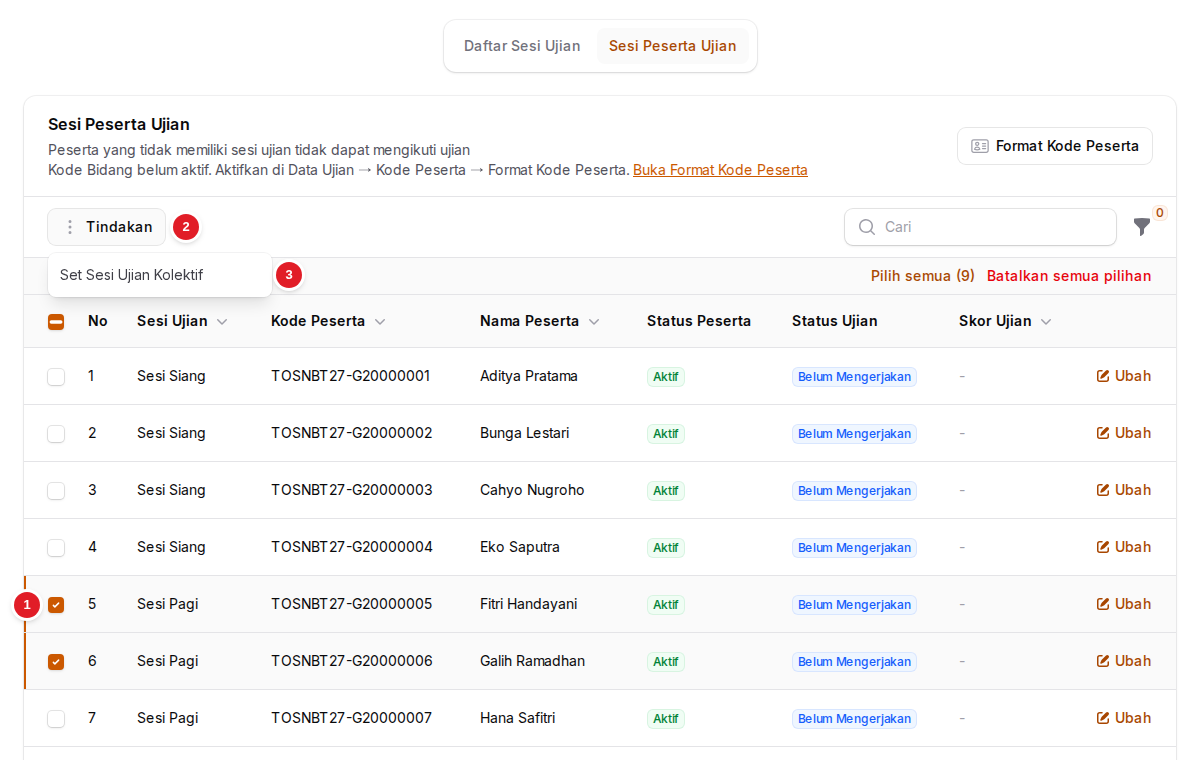 Daftar Sesi Ujian Sesi Peserta Ujian
Sesi Peserta Ujian
Peserta yang tidak memiliki sesi ujian tidak dapat mengikuti ujian
Kode Bidang belum aktif. Aktifkan di Data Ujian → Kode Peserta → Format Kode Peserta. Buka Format Kode Peserta
Format Kode Peserta
Tindakan 2 Cari 0
Set Sesi Ujian Kolektif 3 Pilih semua (9) Batalkan semua pilihan
No Sesi Ujian Kode Peserta Nama Peserta Status Peserta Status Ujian Skor Ujian
1 Sesi Siang TOSNBT27-G20000001 Aditya Pratama Aktif Belum Mengerjakan - Ubah
2 Sesi Siang TOSNBT27-G20000002 Bunga Lestari Aktif Belum Mengerjakan - Ubah
3 Sesi Siang TOSNBT27-G20000003 Cahyo Nugroho Aktif Belum Mengerjakan - Ubah
4 Sesi Siang TOSNBT27-G20000004 Eko Saputra Aktif Belum Mengerjakan - Ubah
1 5 Sesi Pagi TOSNBT27-G20000005 Fitri Handayani Aktif Belum Mengerjakan - Ubah
6 Sesi Pagi TOSNBT27-G20000006 Galih Ramadhan Aktif Belum Mengerjakan - Ubah
7 Sesi Pagi TOSNBT27-G20000007 Hana Safitri Aktif Belum Mengerjakan - Ubah